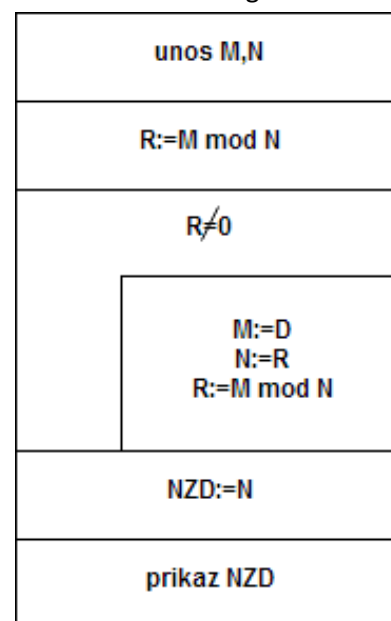 unos M,N
R:=M mod N
R≠0
M:=D
N:=R
R:=M mod N
NZD:=N
prikaz NZD